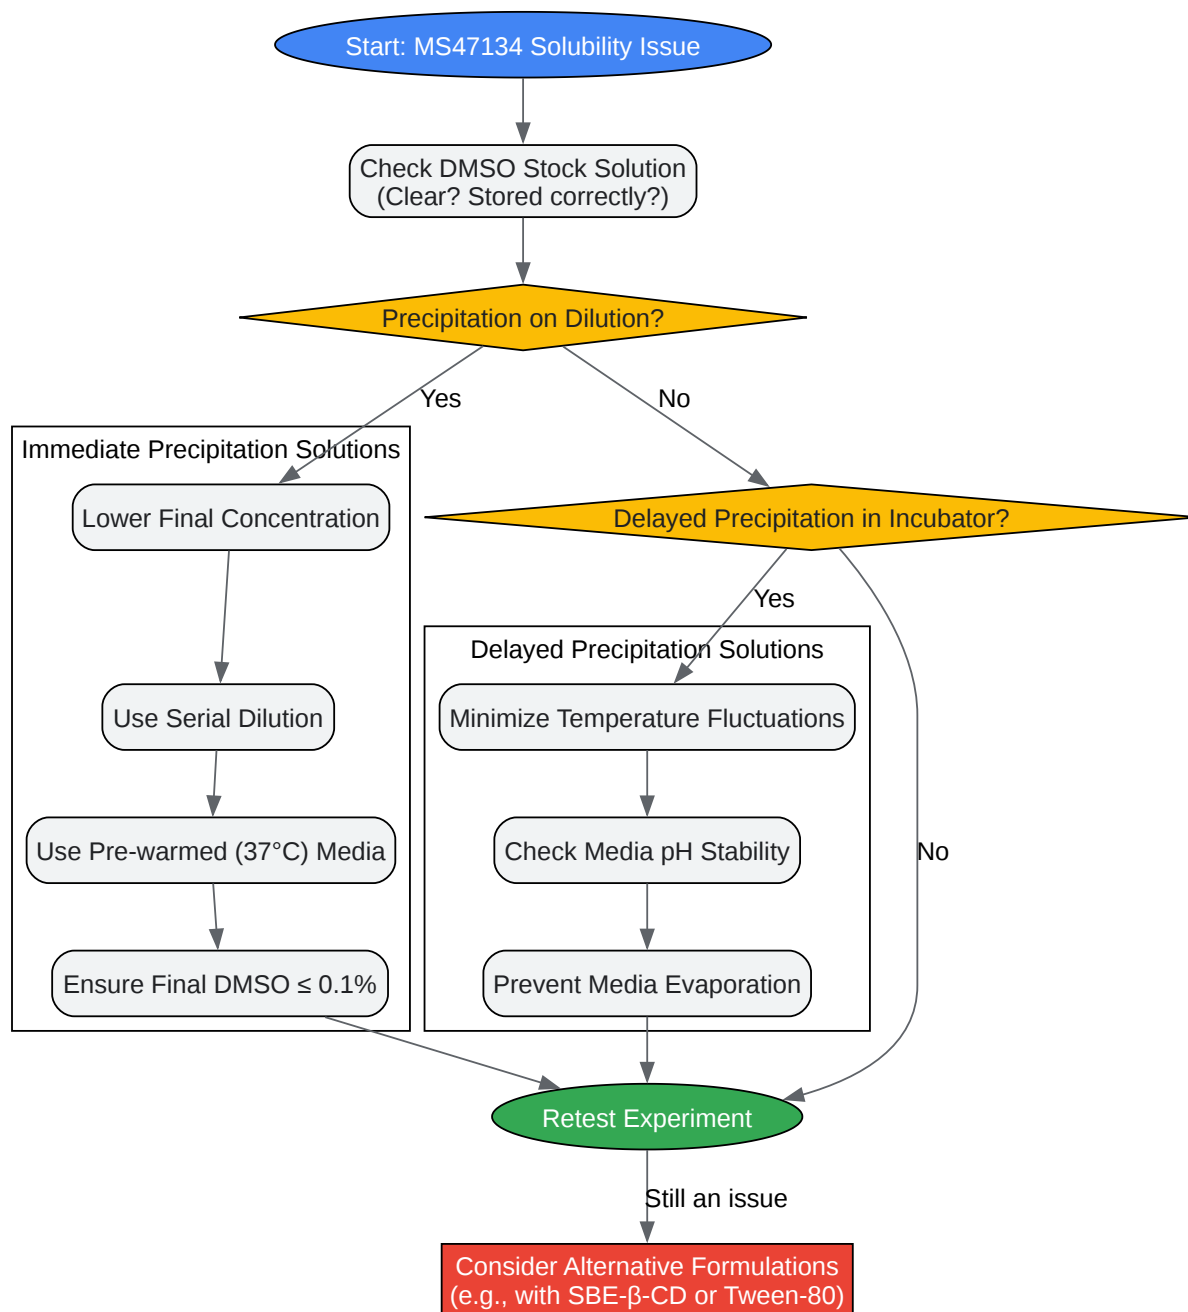 Start: MS47134 Solubility Issue
Check DMSO Stock Solution
(Clear? Stored correctly?)
Precipitation on Dilution?
Yes
No
Immediate Precipitation Solutions
Lower Final Concentration
Use Serial Dilution
Use Pre-warmed (37°C) Media
Ensure Final DMSO ≤ 0.1%
Delayed Precipitation in Incubator?
Yes
No
Delayed Precipitation Solutions
Minimize Temperature Fluctuations
Check Media pH Stability
Prevent Media Evaporation
Retest Experiment
Still an issue
Consider Alternative Formulations
(e.g., with SBE-β-CD or Tween-80)